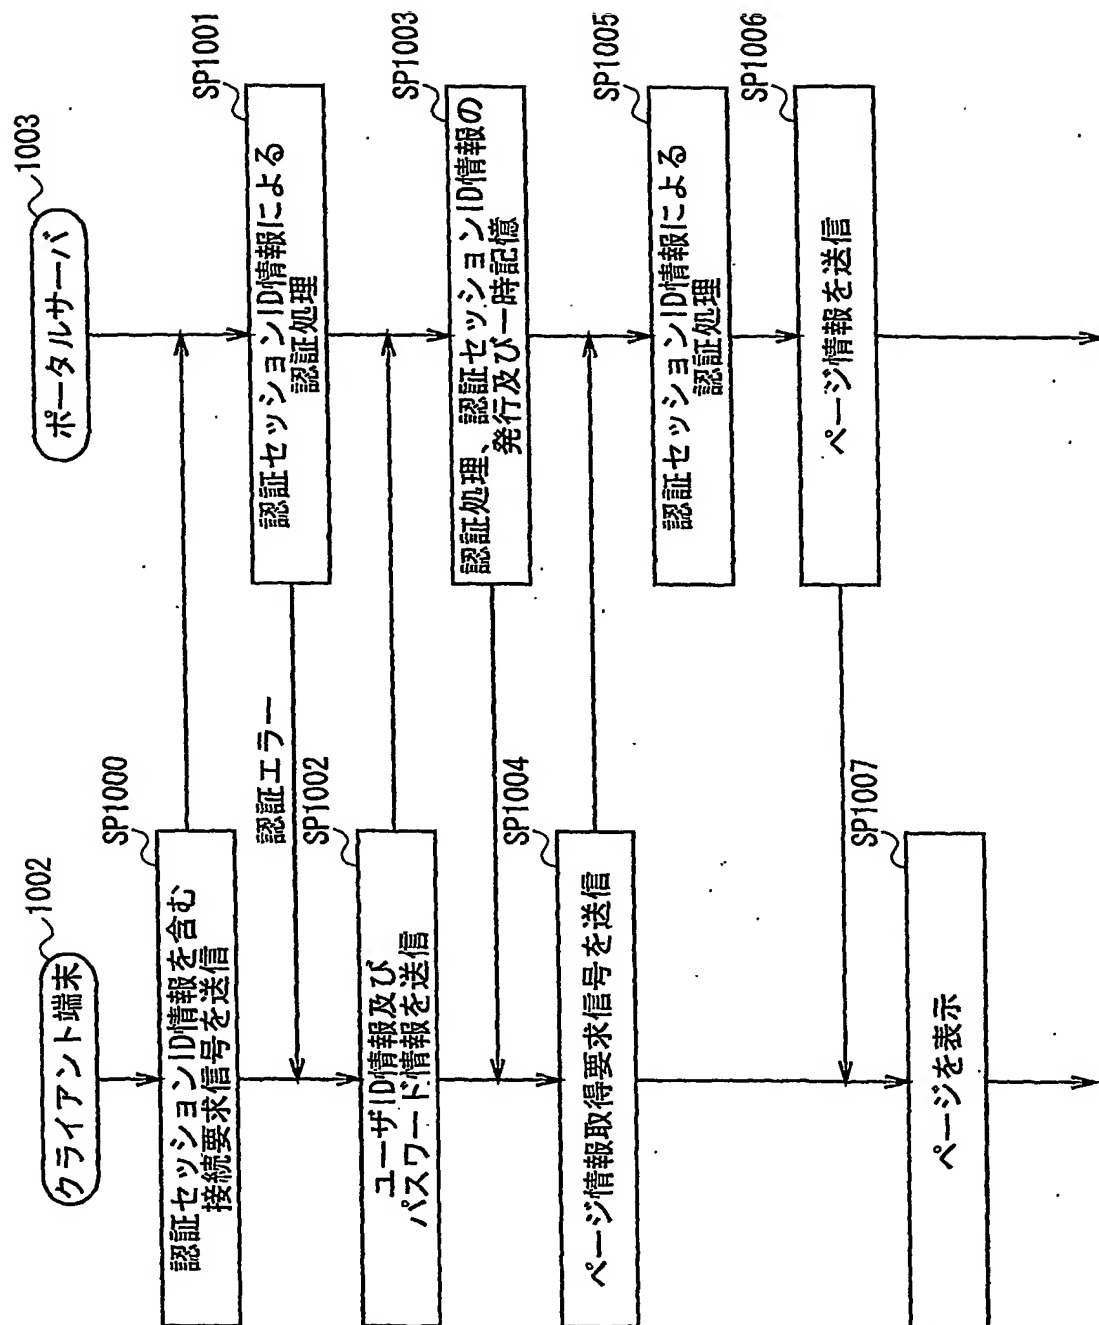 クライアント端末
1002
ポータルサーバ
1003
SP1000
認証セッションID情報を含む
接続要求信号を送信
SP1001
認証セッションID情報による
認証処理
認証エラー
SP1002
ユーザID情報及び
パスワード情報を送信
SP1003
認証処理、認証セッションID情報の
発行及び一時記憶
SP1004
ページ情報取得要求信号を送信
SP1005
認証セッションID情報による
認証処理
SP1006
ページ情報を送信
SP1007
ページを表示